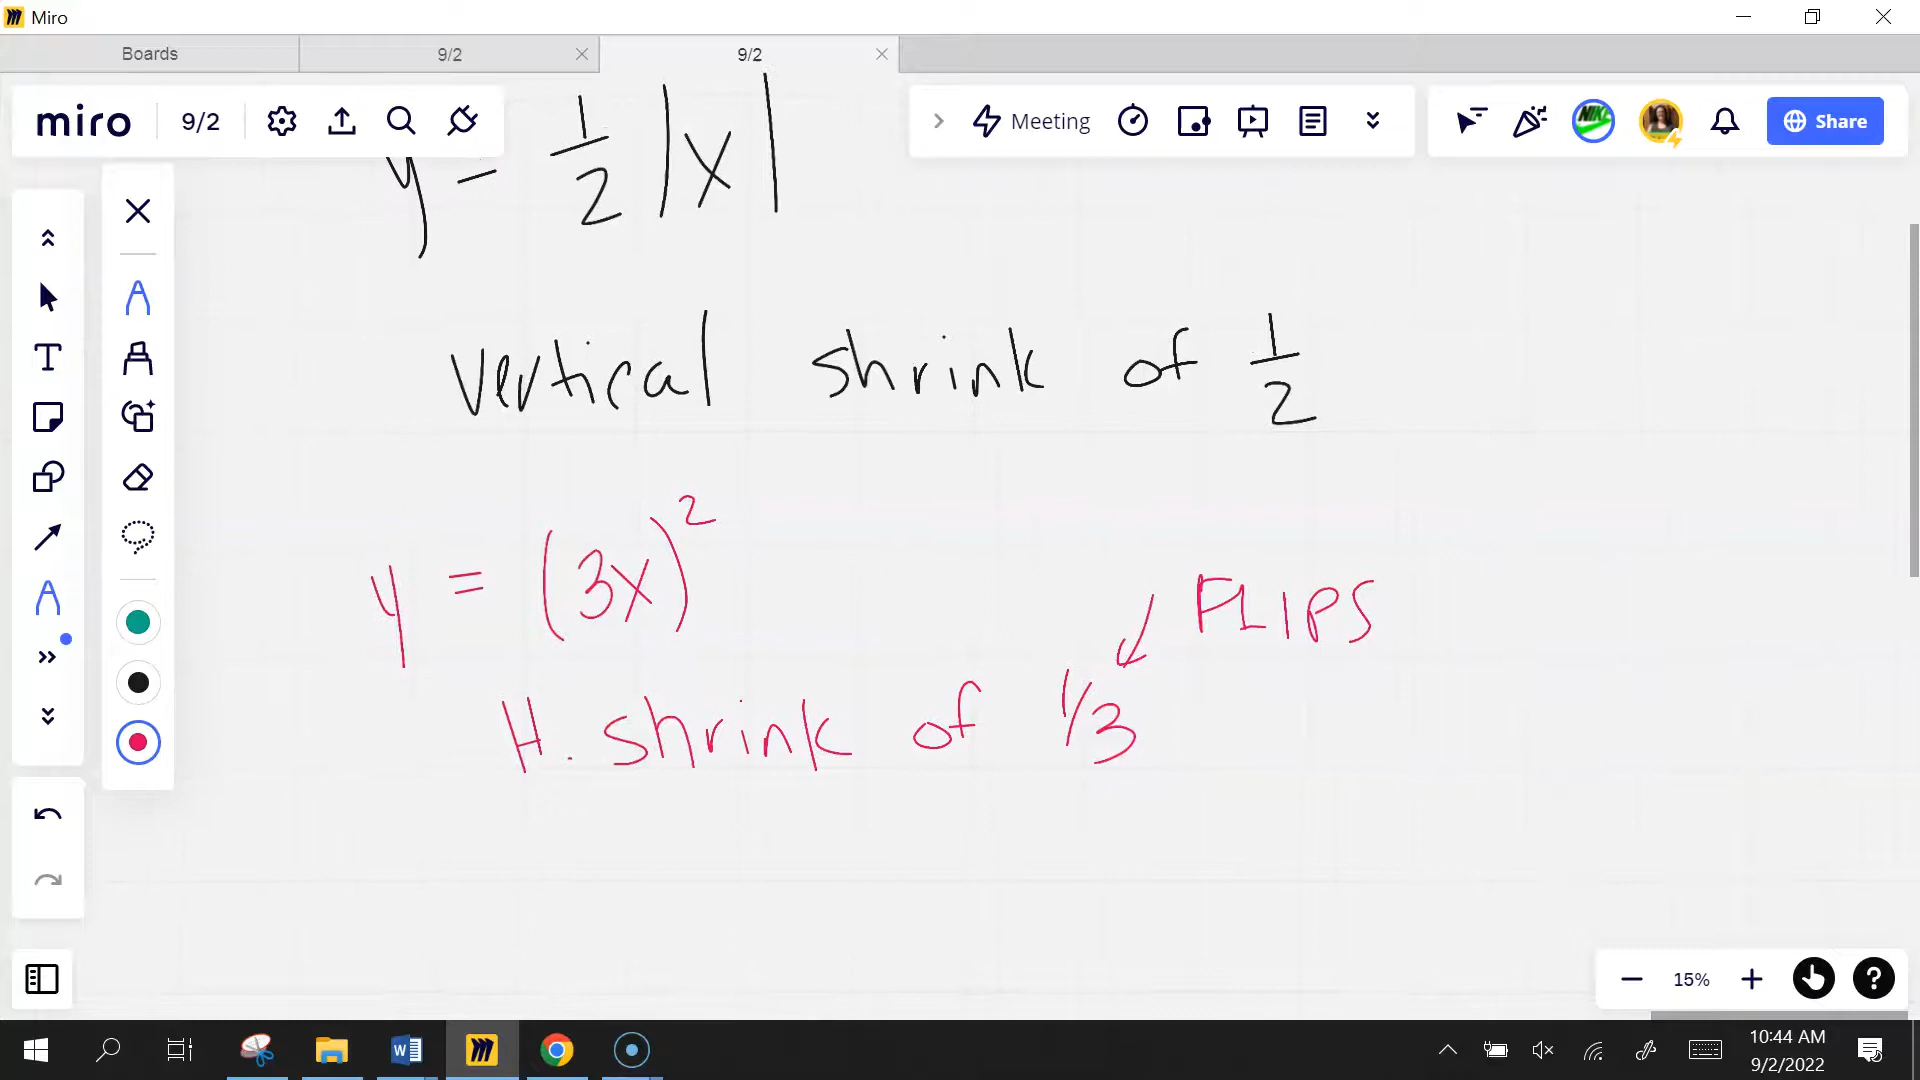 Miro
Boards 9/2 9/2
miro 9/2 Meeting NIKE Share
y = 1/2 |x|
vertical shrink of 1/2
y = (3x)²
FLIPS
H. shrink of 1/3
15%
10:44 AM
9/2/2022